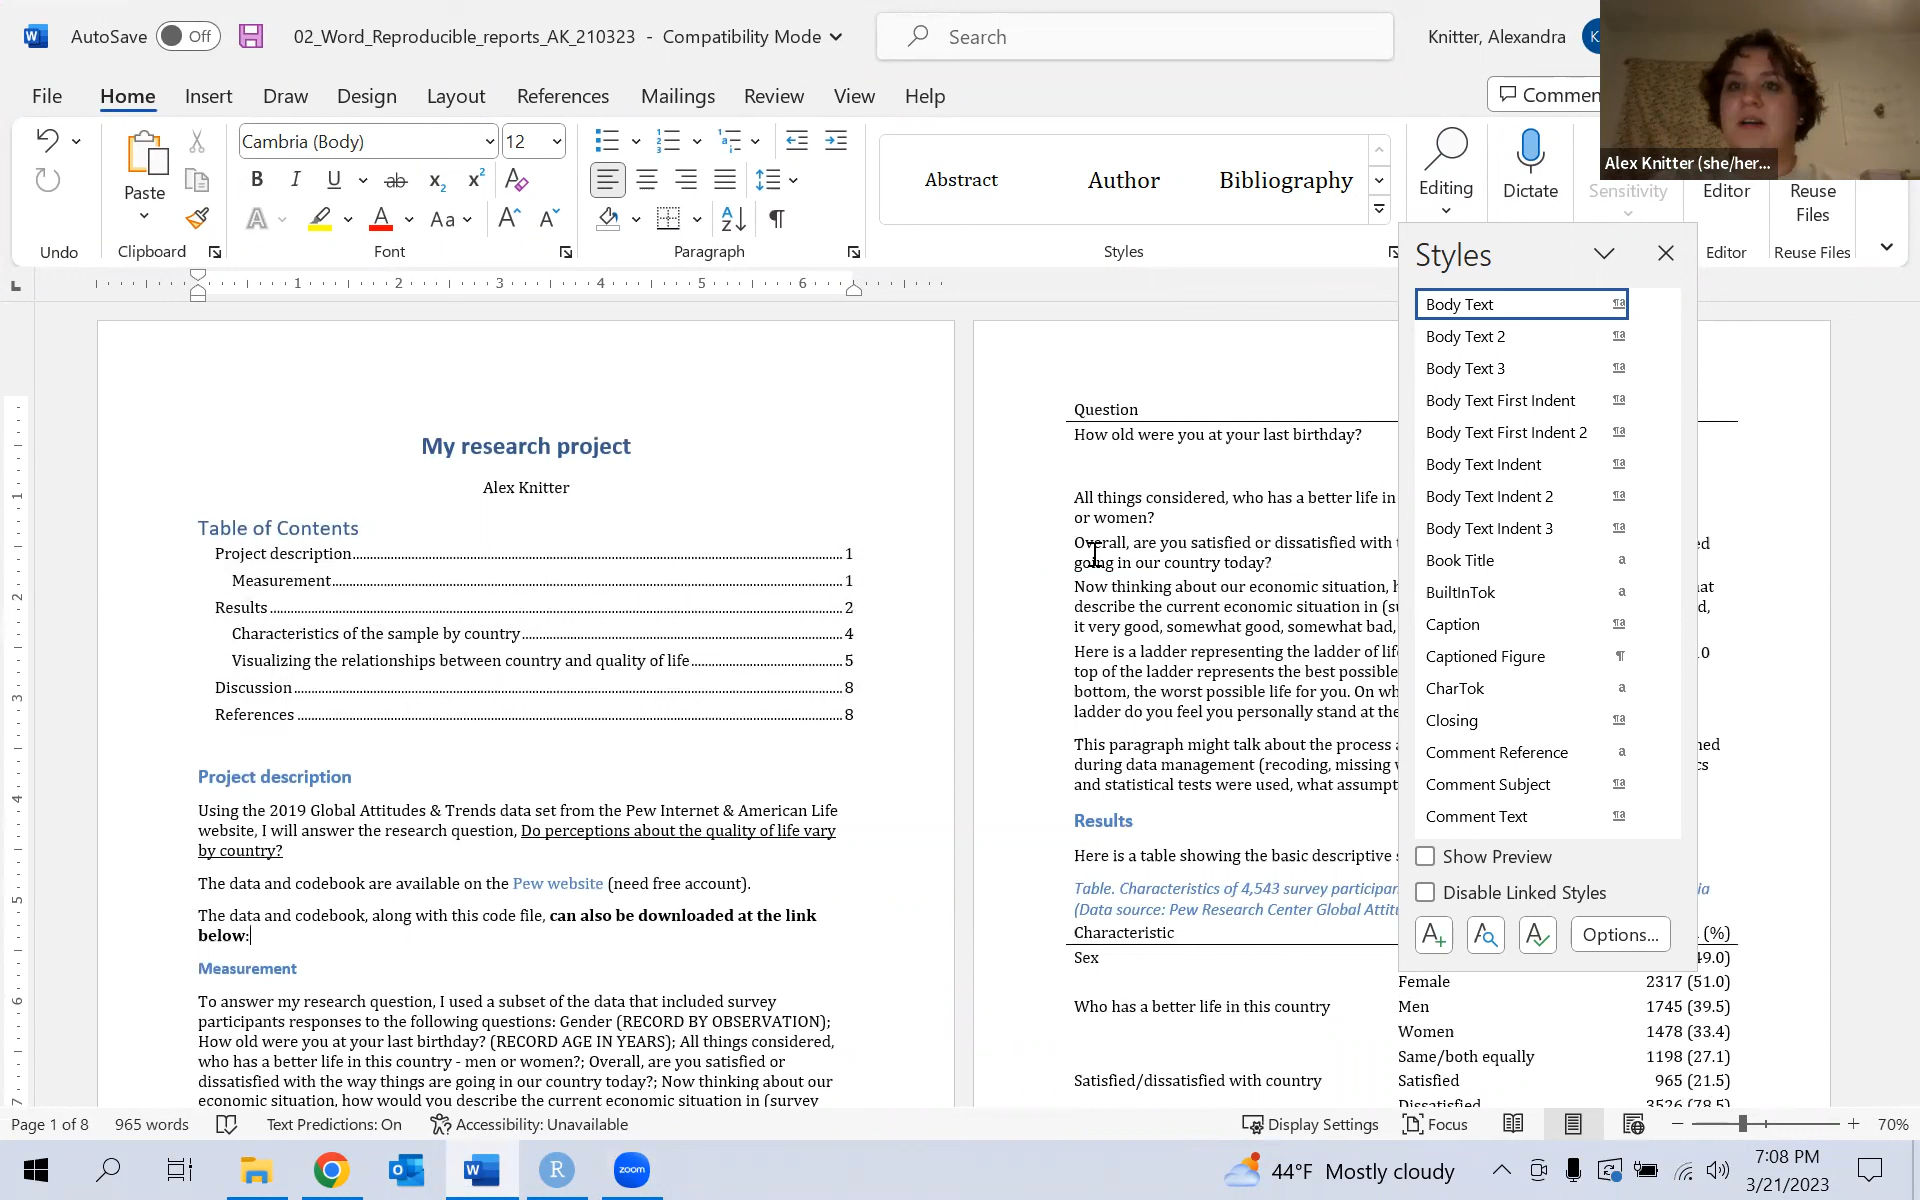 AutoSave Off 02_Word_Reproducible_reports_AK_210323 - Compatibility Mode Search Knitter, Alexandra
File Home Insert Draw Design Layout References Mailings Review View Help Commen
Cambria (Body) 12
Paste
Abstract Author Bibliography
Editing Dictate Sensitivity Editor Reuse Files
Undo Clipboard Font Paragraph Styles Editor Reuse Files
Alex Knitter (she/her...
1 2 3 4 5 6
My research project
Alex Knitter
Table of Contents
Project description 1
Measurement 1
Results 2
Characteristics of the sample by country 4
Visualizing the relationships between country and quality of life 5
Discussion 8
References 8
Project description
Using the 2019 Global Attitudes & Trends data set from the Pew Internet & American Life
website, I will answer the research question, Do perceptions about the quality of life vary
by country?
The data and codebook are available on the Pew website (need free account).
The data and codebook, along with this code file, can also be downloaded at the link
below:
Measurement
To answer my research question, I used a subset of the data that included survey
participants responses to the following questions: Gender (RECORD BY OBSERVATION);
How old were you at your last birthday? (RECORD AGE IN YEARS); All things considered,
who has a better life in this country - men or women?; Overall, are you satisfied or
dissatisfied with the way things are going in our country today?; Now thinking about our
economic situation, how would you describe the current economic situation in (survey
Question
How old were you at your last birthday?
All things considered, who has a better life in
or women?
Overall, are you satisfied or dissatisfied with
going in our country today?
Now thinking about our economic situation,
describe the current economic situation in
it very good, somewhat good, somewhat bad,
Here is a ladder representing the ladder of
top of the ladder represents the best possible
bottom, the worst possible life for you. On
ladder do you feel you personally stand at the
This paragraph might talk about the process
during data management (recoding, missing
and statistical tests were used, what
Results
Here is a table showing the basic descriptive
Table. Characteristics of 4,543 survey
(Data source: Pew Research Center Global
Characteristic (%)
Sex 49.0)
Female 2317 (51.0)
Who has a better life in this country Men 1745 (39.5)
Women 1478 (33.4)
Same/both equally 1198 (27.1)
Satisfied/dissatisfied with country Satisfied 965 (21.5)
Dissatisfied 3526 (78.5)
Styles
Body Text
Body Text 2
Body Text 3
Body Text First Indent
Body Text First Indent 2
Body Text Indent
Body Text Indent 2
Body Text Indent 3
Book Title
BuiltInTok
Caption
Captioned Figure
CharTok
Closing
Comment Reference
Comment Subject
Comment Text
Show Preview
Disable Linked Styles
Options...
Page 1 of 8 965 words Text Predictions: On Accessibility: Unavailable Display Settings Focus 70%
zoom 44°F Mostly cloudy 7:08 PM
3/21/2023